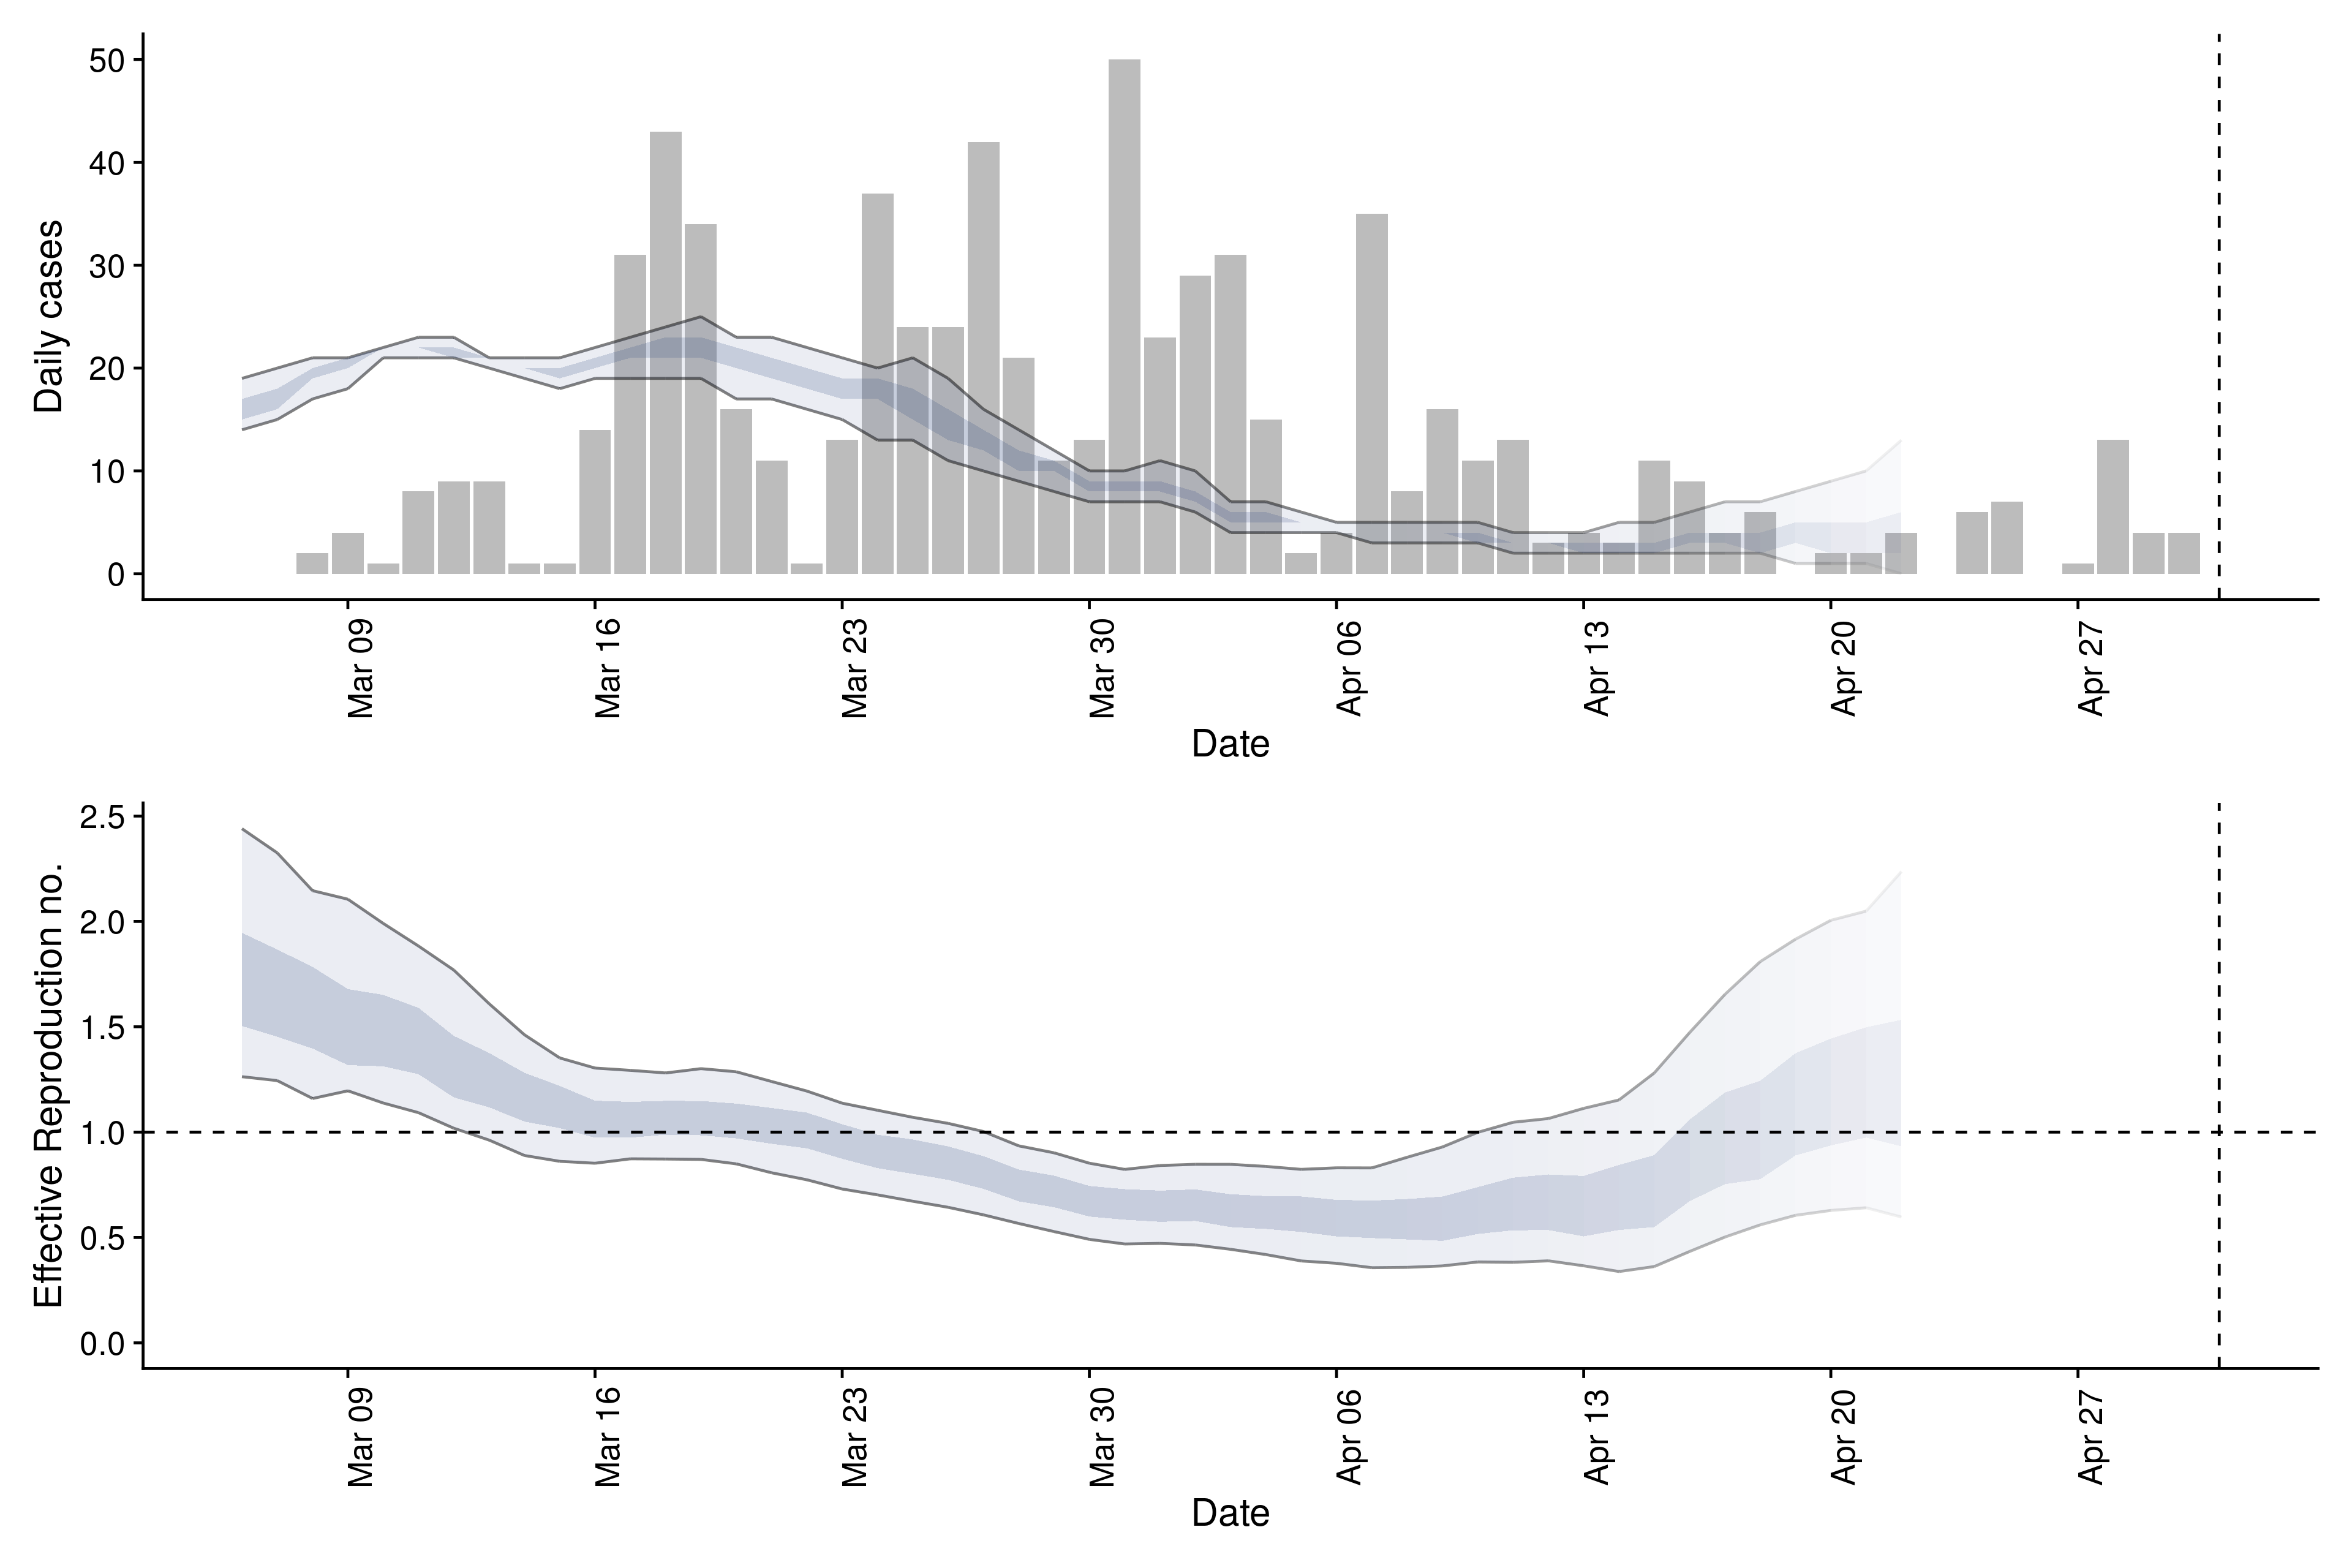 Daily cases
50
40
30
20
10
0
Mar 09
Mar 16
Mar 23
Mar 30
Apr 06
Apr 13
Apr 20
Apr 27
Date
Effective Reproduction no.
2.5
2.0
1.5
1.0
0.5
0.0
Mar 09
Mar 16
Mar 23
Mar 30
Apr 06
Apr 13
Apr 20
Apr 27
Date